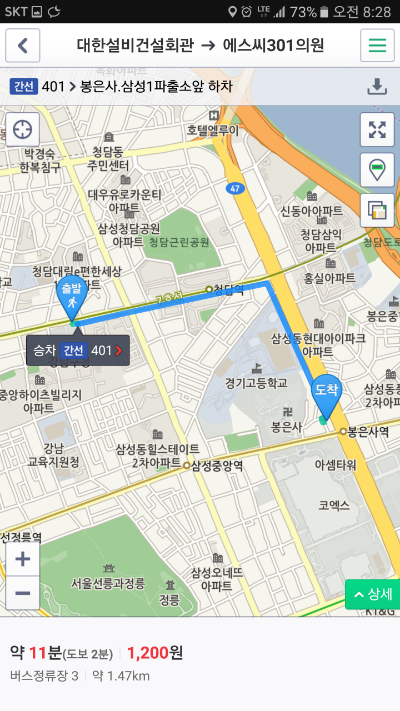 SKT LTE 73% 오전 8:28
대한설비건설회관 → 에스씨301의원
간선 401 > 봉은사.삼성1파출소앞 하차
호텔엘루이
박경숙
한복침구
청담동
주민센터
47
대우유로카운티
아파트
신동아아파트
삼성청담공원
아파트
청담근린공원
청담삼익
아파트
청담도로
홍실아파트
청담대림e편한세상
출발
7호선
청담역
승차 간선 401 >
삼성동현대아이파크
아파트
봉은중
경기고등학교
도착
중앙하이츠빌리지
아파트
삼성동
2차아파
봉은사
봉은사역
강남
교육지원청
삼성동힐스테이트
2차아파트
삼성중앙역
아셈타워
코엑스
선정릉역
서울선릉과정릉
정릉
삼성오네뜨
아파트
상세
KT&G
약 11분(도보 2분) 1,200원
버스정류장 3 약 1.47km